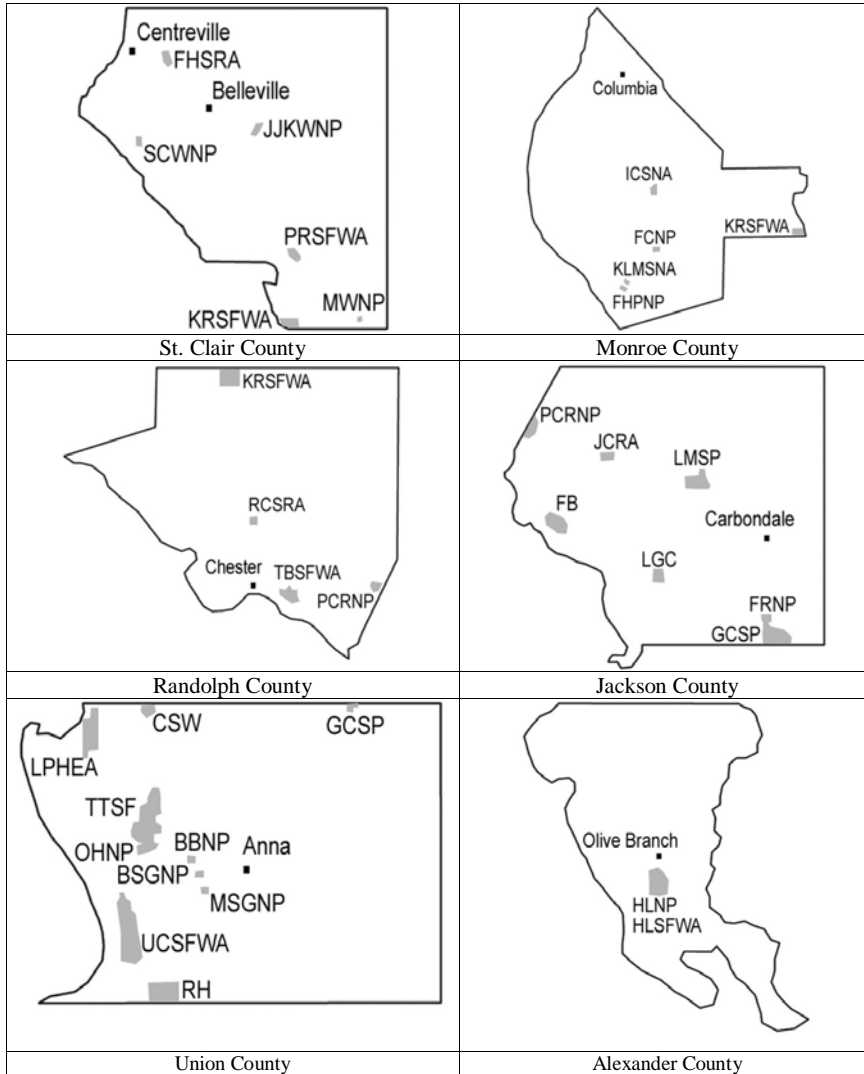 Centreville
FHSRA
Belleville
JJKWNP
SCWNP
PRSFWA
MWNP
KRSFWA
St. Clair County
Columbia
ICSNA
KRSFWA
FCNP
KLMSNA
FHPNP
Monroe County
KRSFWA
RCSRA
Chester
TBSFWA
PCRNP
Randolph County
PCRNP
JCRA
LMSP
FB
Carbondale
LGC
FRNP
GCSP
Jackson County
CSW
GCSP
LPHEA
TTSF
OHNP
BBNP
Anna
BSGNP
MSGNP
UCSFWA
RH
Union County
Olive Branch
HLNP
HLSFWA
Alexander County